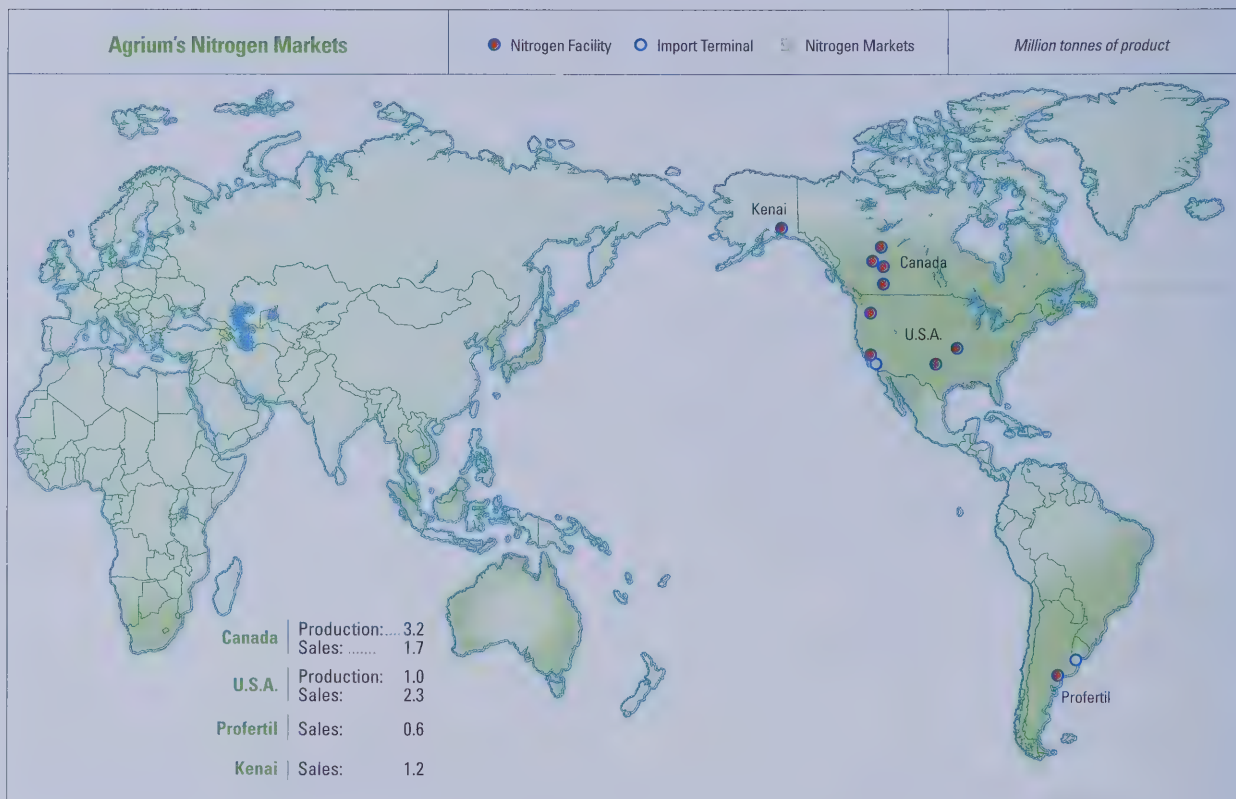 Agrium's Nitrogen Markets
Nitrogen Facility
Import Terminal
Nitrogen Markets
Million tonnes of product
Kenai
Canada
U.S.A.
Profertil
Canada
Production:.... 3.2
Sales: ....... 1.7
U.S.A.
Production: 1.0
Sales: 2.3
Profertil Sales: 0.6
Kenai Sales: 1.2